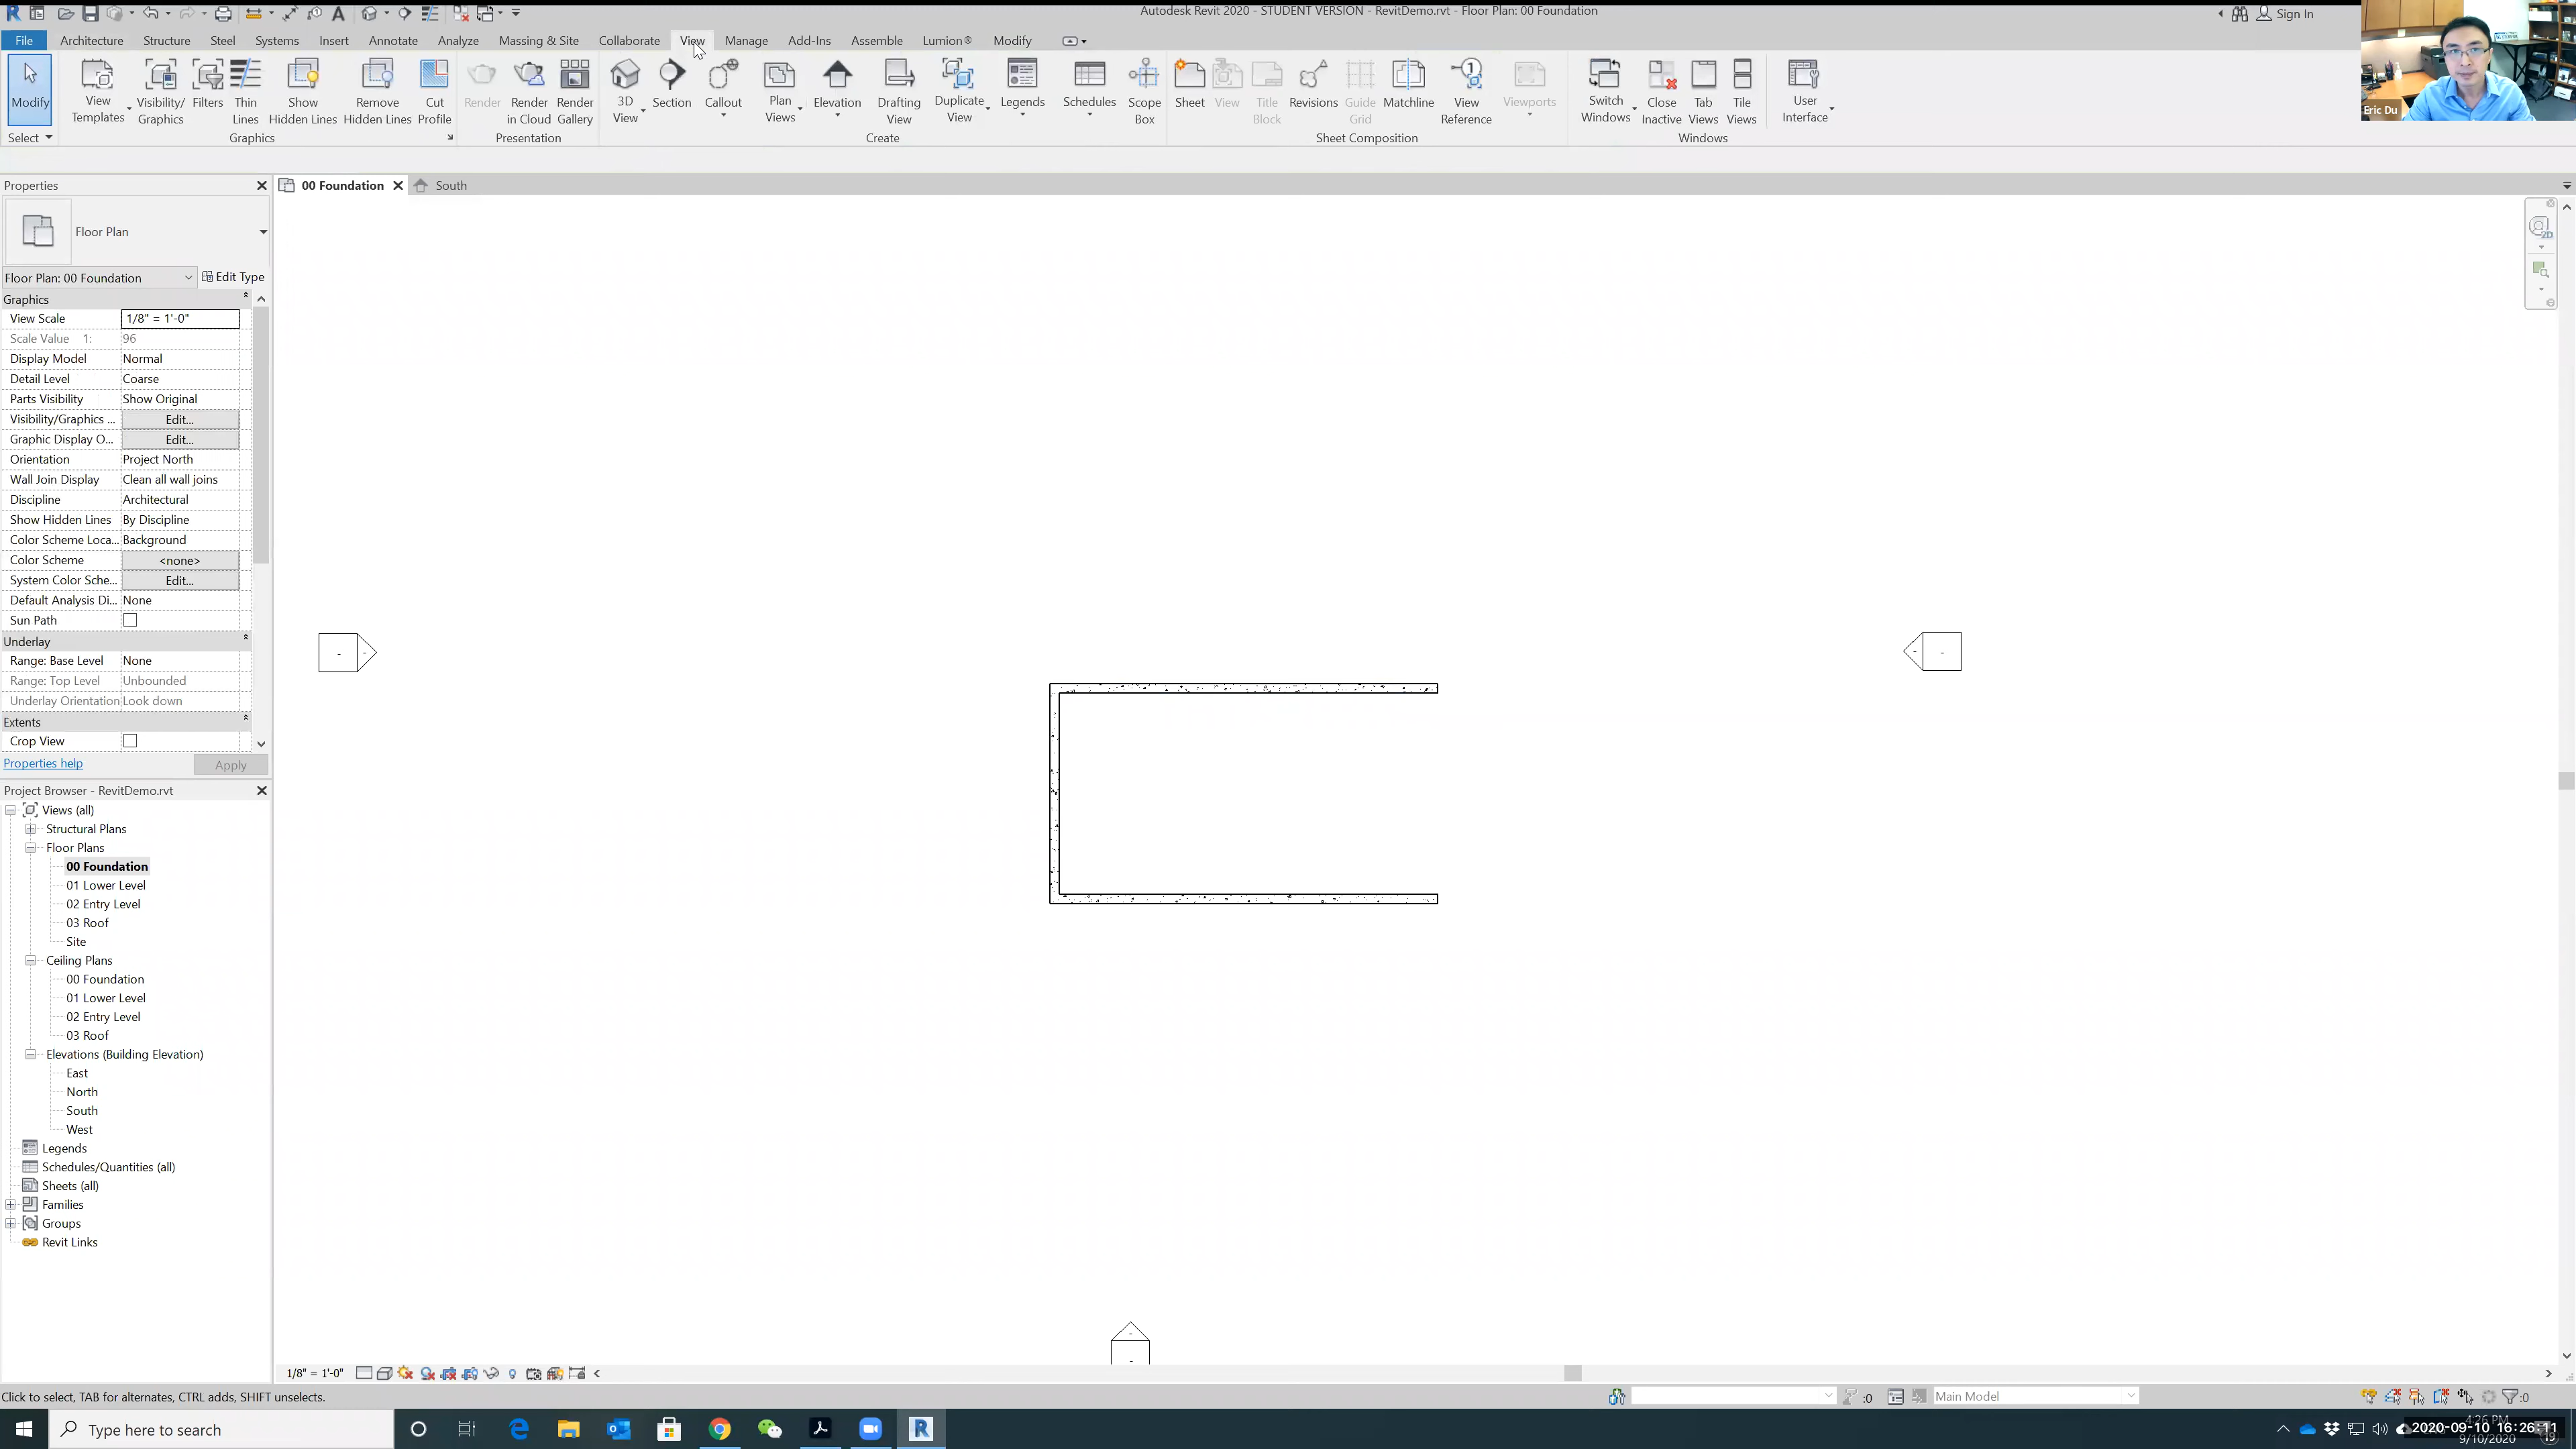 Autodesk Revit 2020 - STUDENT VERSION - RevitDemo.rvt - Floor Plan: 00 Foundation
Sign In
File Architecture Structure Steel Systems Insert Annotate Analyze Massing & Site Collaborate View Manage Add-Ins Assemble Lumion® Modify
Modify
View Templates
Visibility/ Graphics
Filters
Thin Lines
Show Hidden Lines
Remove Hidden Lines
Cut Profile
Render
Render in Cloud
Render Gallery
3D View
Section
Callout
Plan Views
Elevation
Drafting View
Duplicate View
Legends
Schedules
Scope Box
Sheet
View
Title Block
Revisions
Guide Grid
Matchline
View Reference
Viewports
Switch Windows
Close Inactive
Tab Views
Tile Views
User Interface
Eric Du
Select Graphics Presentation Create Sheet Composition Windows
Properties
00 Foundation
South
Floor Plan
Floor Plan: 00 Foundation
Edit Type
Graphics
View Scale 1/8" = 1'-0"
Scale Value 1: 96
Display Model Normal
Detail Level Coarse
Parts Visibility Show Original
Visibility/Graphics ... Edit...
Graphic Display O... Edit...
Orientation Project North
Wall Join Display Clean all wall joins
Discipline Architectural
Show Hidden Lines By Discipline
Color Scheme Loca... Background
Color Scheme <none>
System Color Sche... Edit...
Default Analysis Di... None
Sun Path
Underlay
Range: Base Level None
Range: Top Level Unbounded
Underlay Orientation Look down
Extents
Crop View
Properties help Apply
Project Browser - RevitDemo.rvt
Views (all)
Structural Plans
Floor Plans
00 Foundation
01 Lower Level
02 Entry Level
03 Roof
Site
Ceiling Plans
00 Foundation
01 Lower Level
02 Entry Level
03 Roof
Elevations (Building Elevation)
East
North
South
West
Legends
Schedules/Quantities (all)
Sheets (all)
Families
Groups
Revit Links
1/8" = 1'-0"
Click to select, TAB for alternates, CTRL adds, SHIFT unselects.
:0
Main Model
:0
Type here to search
4:26 PM
2020-09-10 16:26:11
9/10/2020